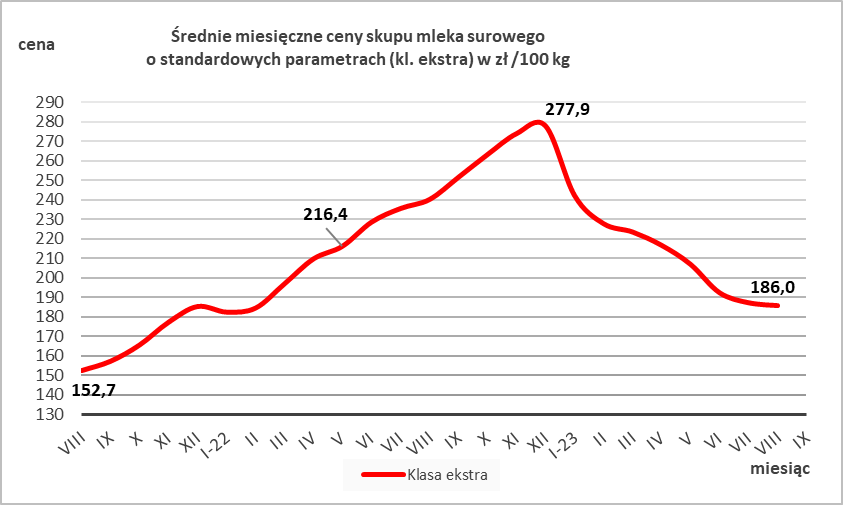 Średnie miesięczne ceny skupu mleka surowego
o standardowych parametrach (kl. ekstra) w zł /100 kg
cena
290
280
270
260
250
240
230
220
210
200
190
180
170
160
150
140
130
277,9
216,4
186,0
152,7
VIII
IX
X
XI
XII
I-22
II
III
IV
V
VI
VII
VIII
IX
X
XI
XII
I-23
II
III
IV
V
VI
VII
VIII
IX
miesiąc
Klasa ekstra